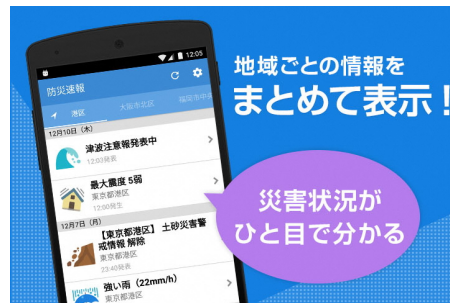 12:05
防災速報
港区
大阪市北区
福岡市中央
12月10日（木）
津波注意報発表中
12:03発表
最大震度 5弱
東京都港区
12:00発生
12月7日（月）
【東京都港区】 土砂災害警
戒情報 解除
東京都港区
23:40発表
強い雨（22mm/h）
東京都港区
地域ごとの情報を
まとめて表示！
災害状況が
ひと目で分かる